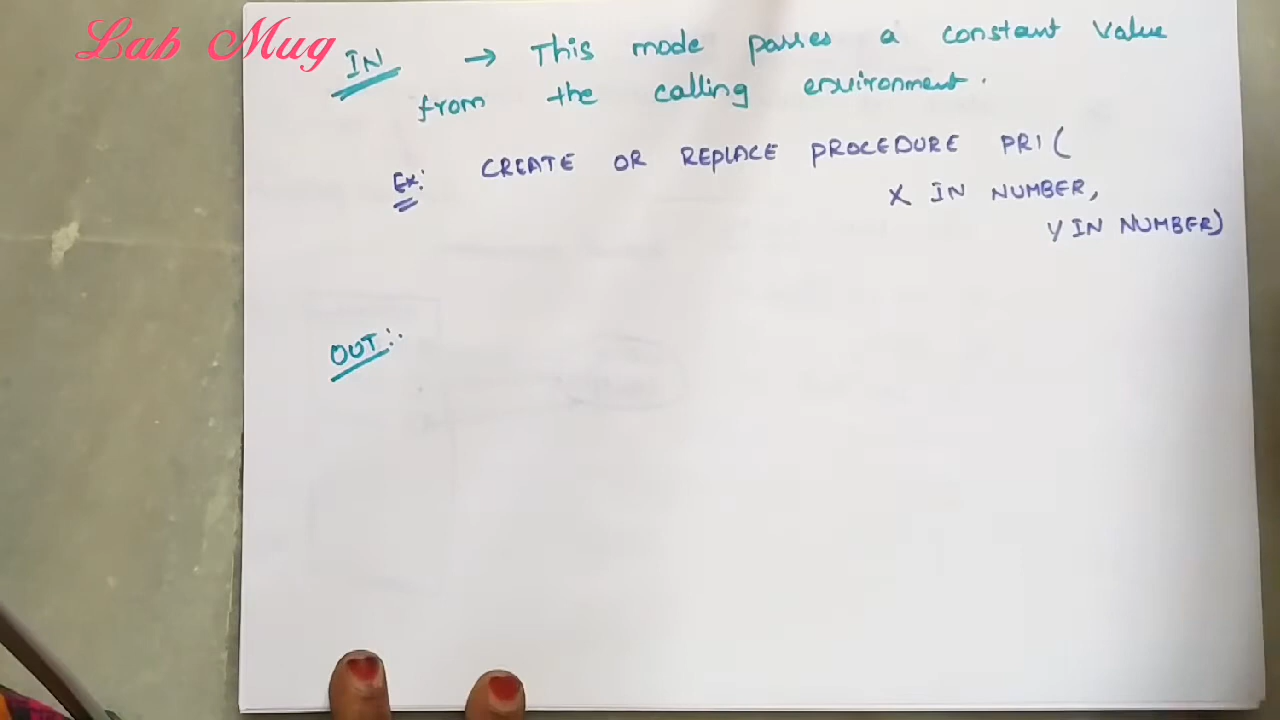 Lab Mug
IN → This mode passes a constant value
from the calling environment.
Ex: CREATE OR REPLACE PROCEDURE PR1(
X IN NUMBER,
Y IN NUMBER)
OUT: